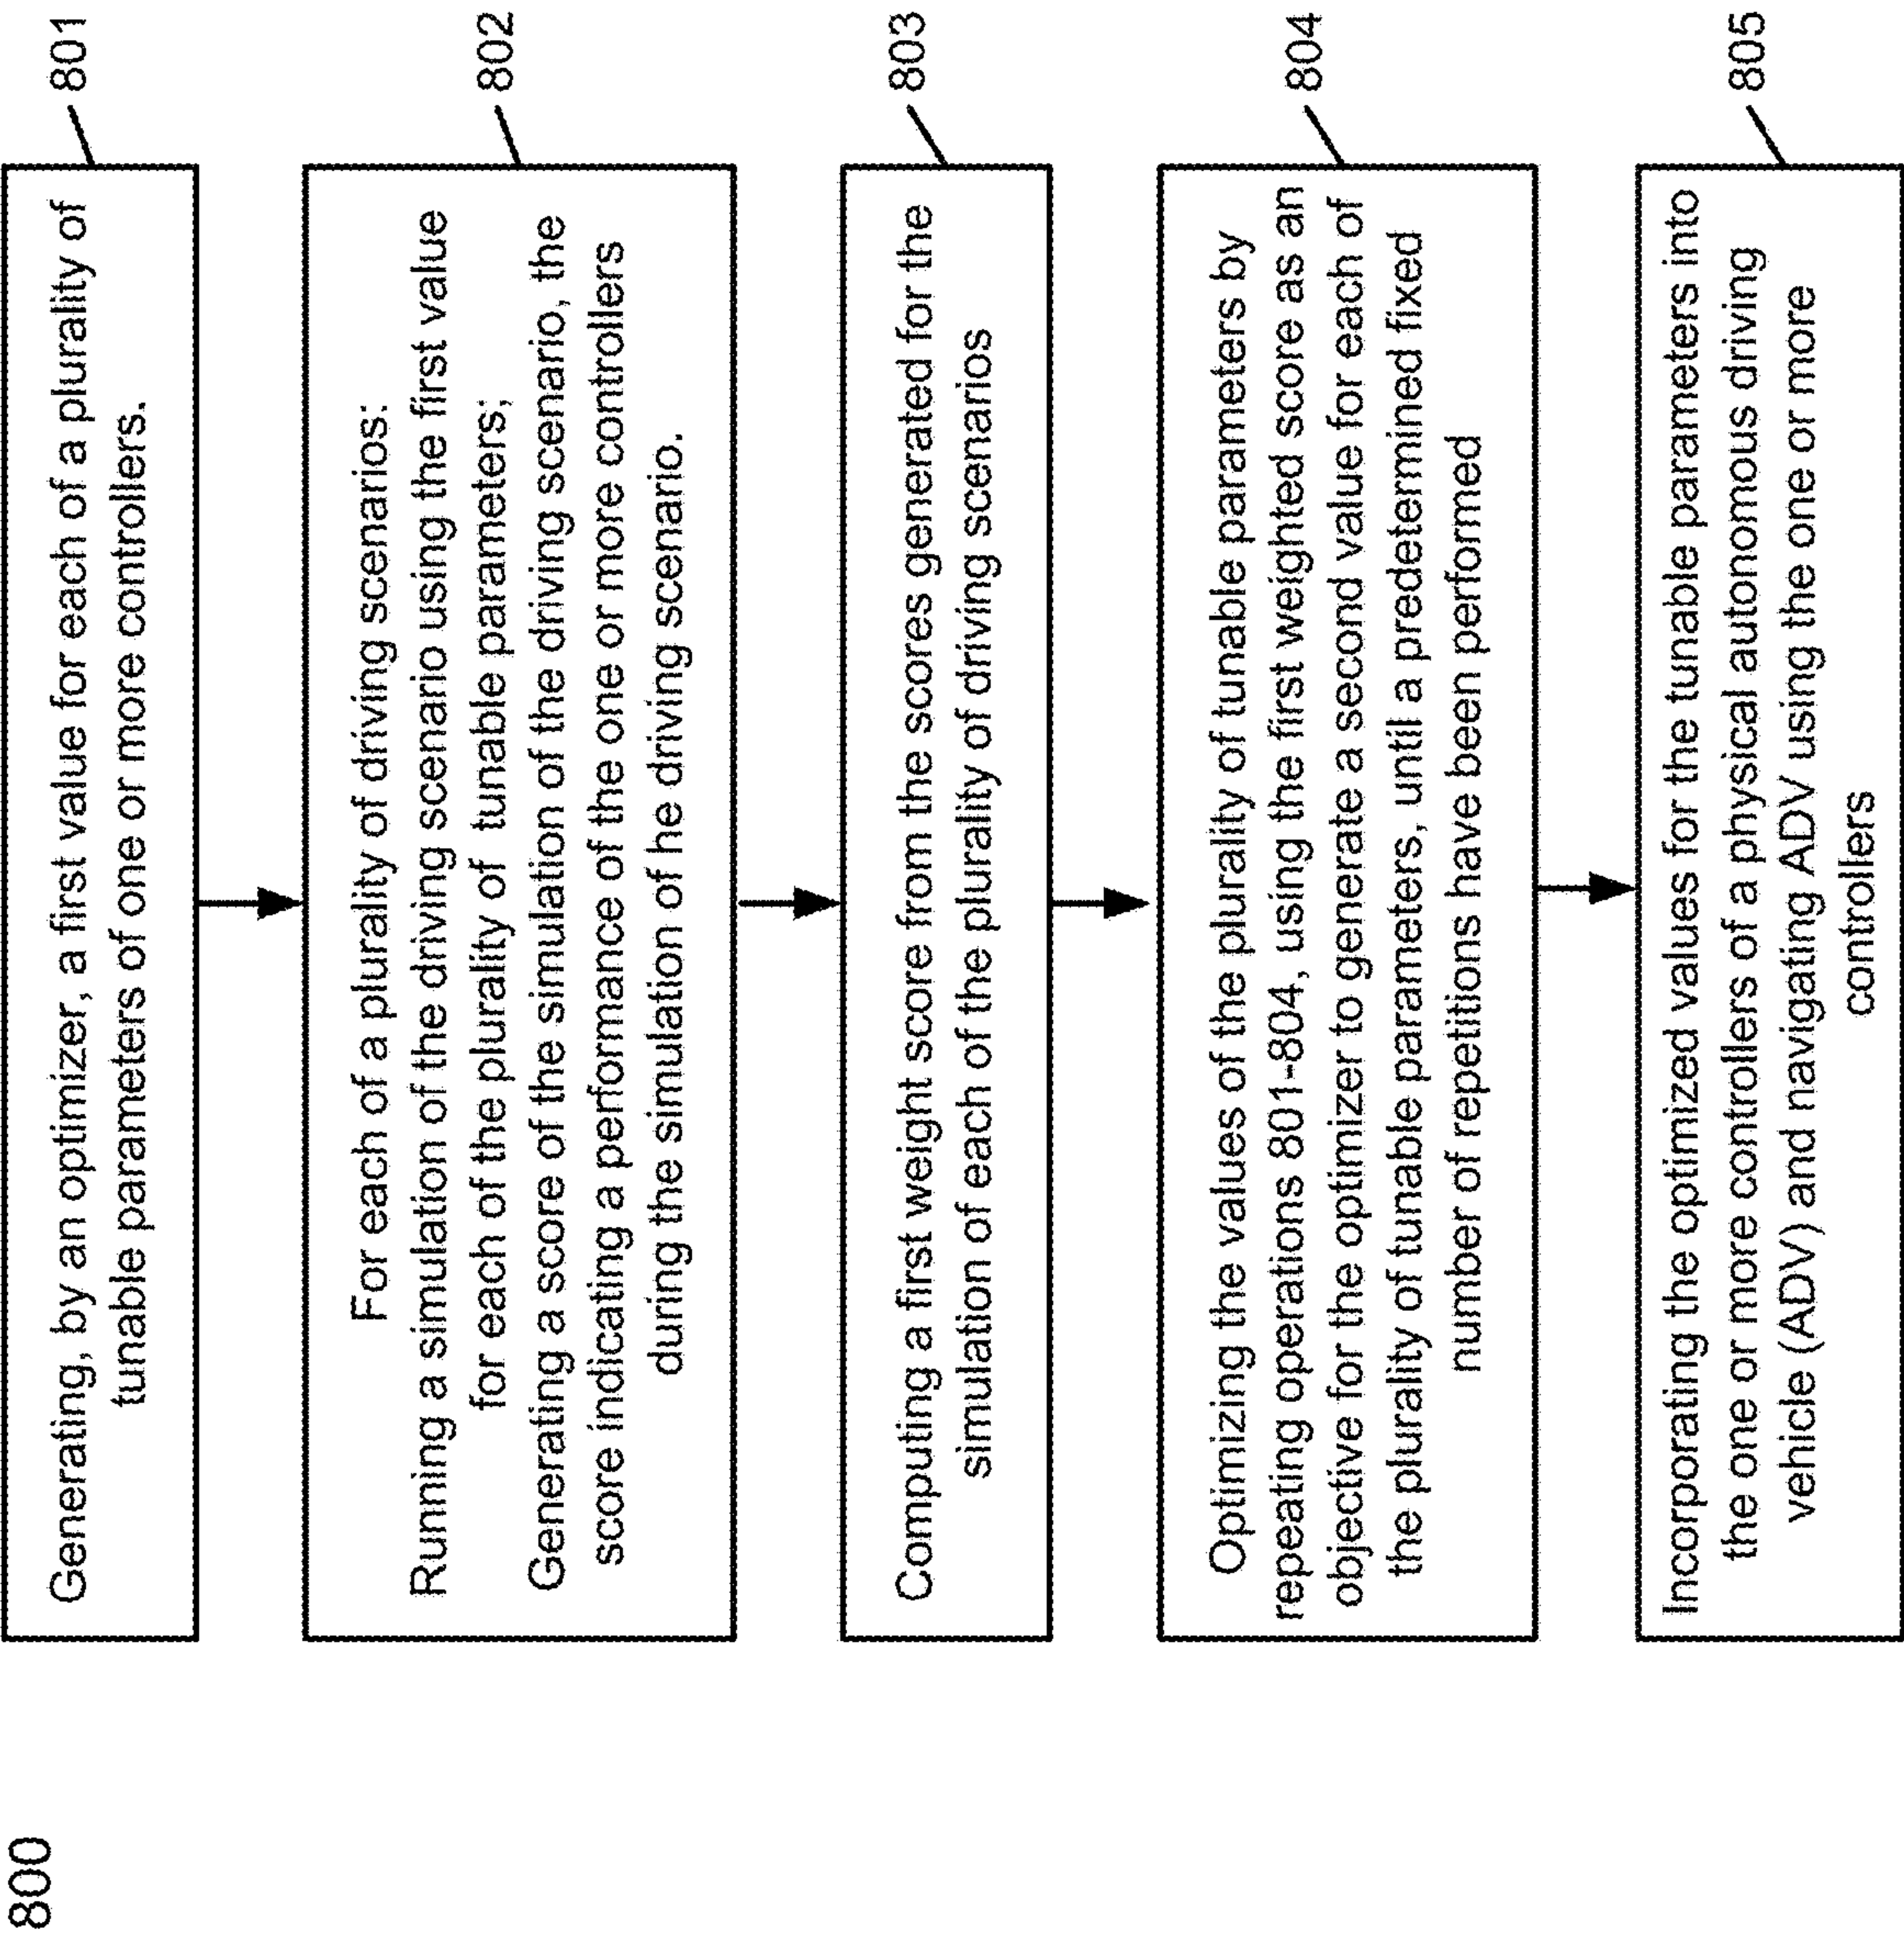 800
Generating, by an optimizer, a first value for each of a plurality of
tunable parameters of one or more controllers.
801
For each of a plurality of driving scenarios:
Running a simulation of the driving scenario using the first value
for each of the plurality of tunable parameters;
Generating a score of the simulation of the driving scenario, the
score indicating a performance of the one or more controllers
during the simulation of he driving scenario.
802
Computing a first weight score from the scores generated for the
simulation of each of the plurality of driving scenarios
803
Optimizing the values of the plurality of tunable parameters by
repeating operations 801-804, using the first weighted score as an
objective for the optimizer to generate a second value for each of
the plurality of tunable parameters, until a predetermined fixed
number of repetitions have been performed
804
Incorporating the optimized values for the tunable parameters into
the one or more controllers of a physical autonomous driving
vehicle (ADV) and navigating ADV using the one or more
controllers
805